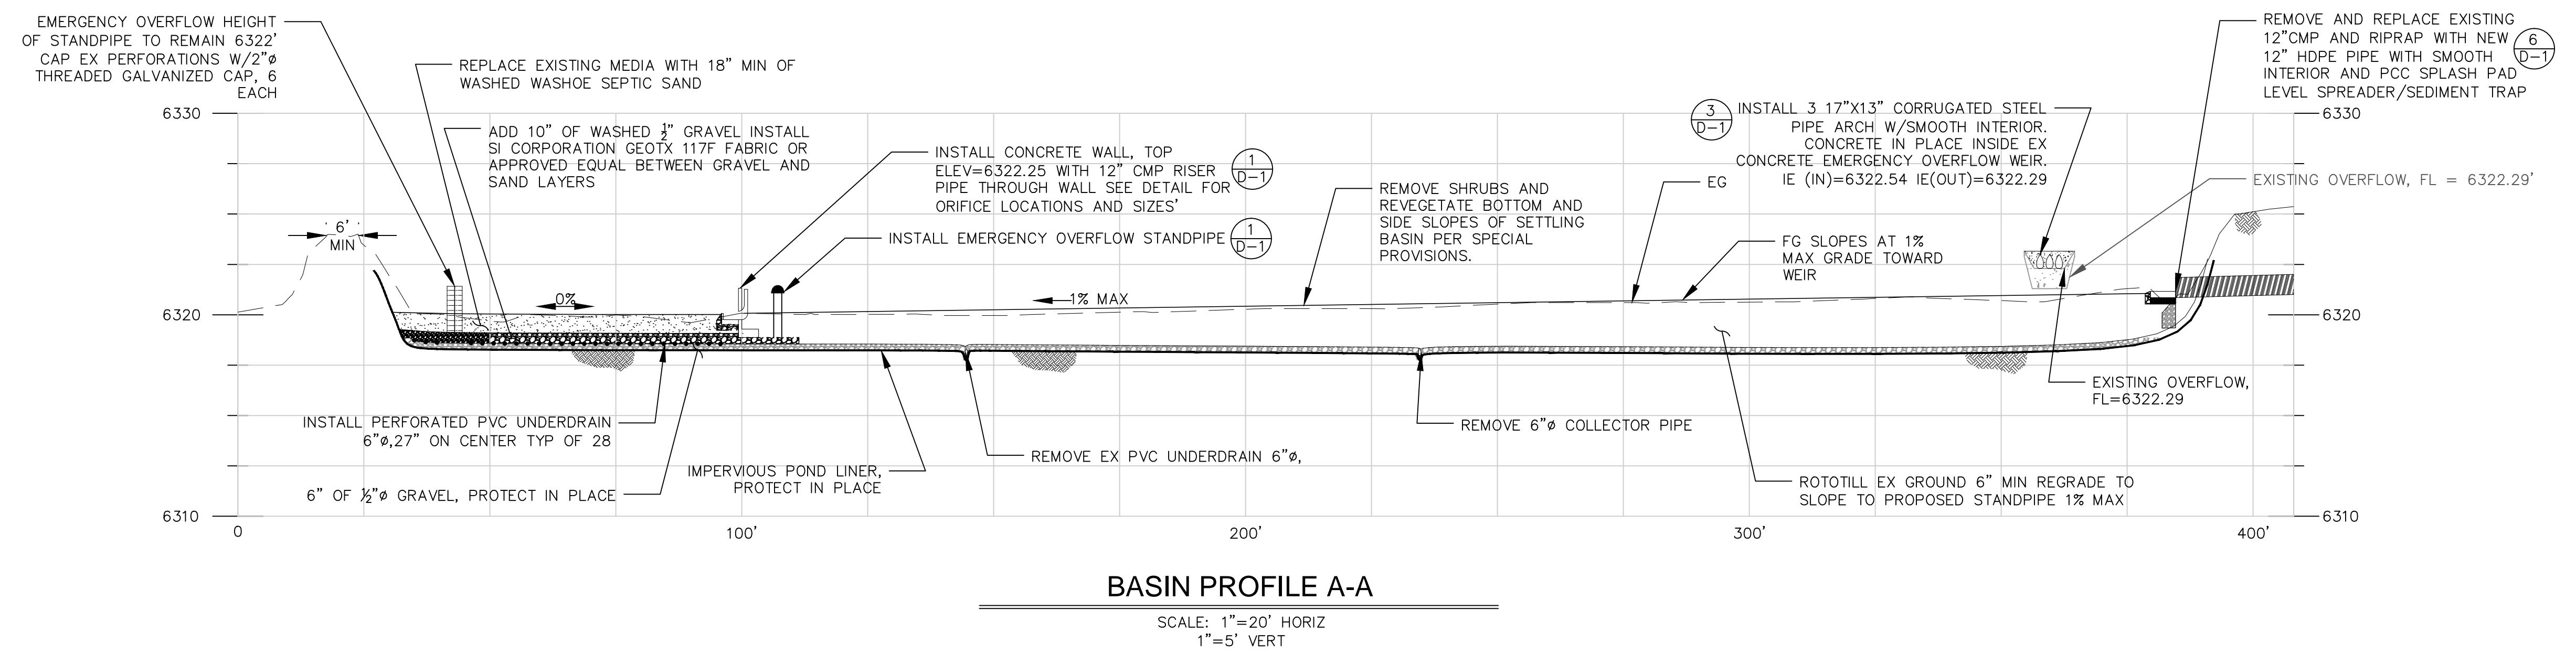 EMERGENCY OVERFLOW HEIGHT
OF STANDPIPE TO REMAIN 6322'
CAP EX PERFORATIONS W/2"ø
THREADED GALVANIZED CAP, 6
EACH
REPLACE EXISTING MEDIA WITH 18" MIN OF
WASHED WASHOE SEPTIC SAND
ADD 10" OF WASHED ½" GRAVEL INSTALL
SI CORPORATION GEOTX 117F FABRIC OR
APPROVED EQUAL BETWEEN GRAVEL AND
SAND LAYERS
INSTALL CONCRETE WALL, TOP
ELEV=6322.25 WITH 12" CMP RISER
PIPE THROUGH WALL SEE DETAIL FOR
ORIFICE LOCATIONS AND SIZES'
1
D-1
INSTALL EMERGENCY OVERFLOW STANDPIPE
1
D-1
REMOVE SHRUBS AND
REVEGETATE BOTTOM AND
SIDE SLOPES OF SETTLING
BASIN PER SPECIAL
PROVISIONS.
EG
FG SLOPES AT 1%
MAX GRADE TOWARD
WEIR
3
D-1
INSTALL 3 17"X13" CORRUGATED STEEL
PIPE ARCH W/SMOOTH INTERIOR.
CONCRETE IN PLACE INSIDE EX
CONCRETE EMERGENCY OVERFLOW WEIR.
IE (IN)=6322.54 IE(OUT)=6322.29
REMOVE AND REPLACE EXISTING
12"CMP AND RIPRAP WITH NEW
12" HDPE PIPE WITH SMOOTH
INTERIOR AND PCC SPLASH PAD
LEVEL SPREADER/SEDIMENT TRAP
6
D-1
EXISTING OVERFLOW, FL = 6322.29'
6330
6330
6'
MIN
0%
1% MAX
6320
6320
EXISTING OVERFLOW,
FL=6322.29
INSTALL PERFORATED PVC UNDERDRAIN
6"ø,27" ON CENTER TYP OF 28
REMOVE 6"ø COLLECTOR PIPE
REMOVE EX PVC UNDERDRAIN 6"ø,
IMPERVIOUS POND LINER,
PROTECT IN PLACE
6" OF ½"ø GRAVEL, PROTECT IN PLACE
ROTOTILL EX GROUND 6" MIN REGRADE TO
SLOPE TO PROPOSED STANDPIPE 1% MAX
6310
6310
0
100'
200'
300'
400'
BASIN PROFILE A-A
SCALE: 1"=20' HORIZ
1"=5' VERT